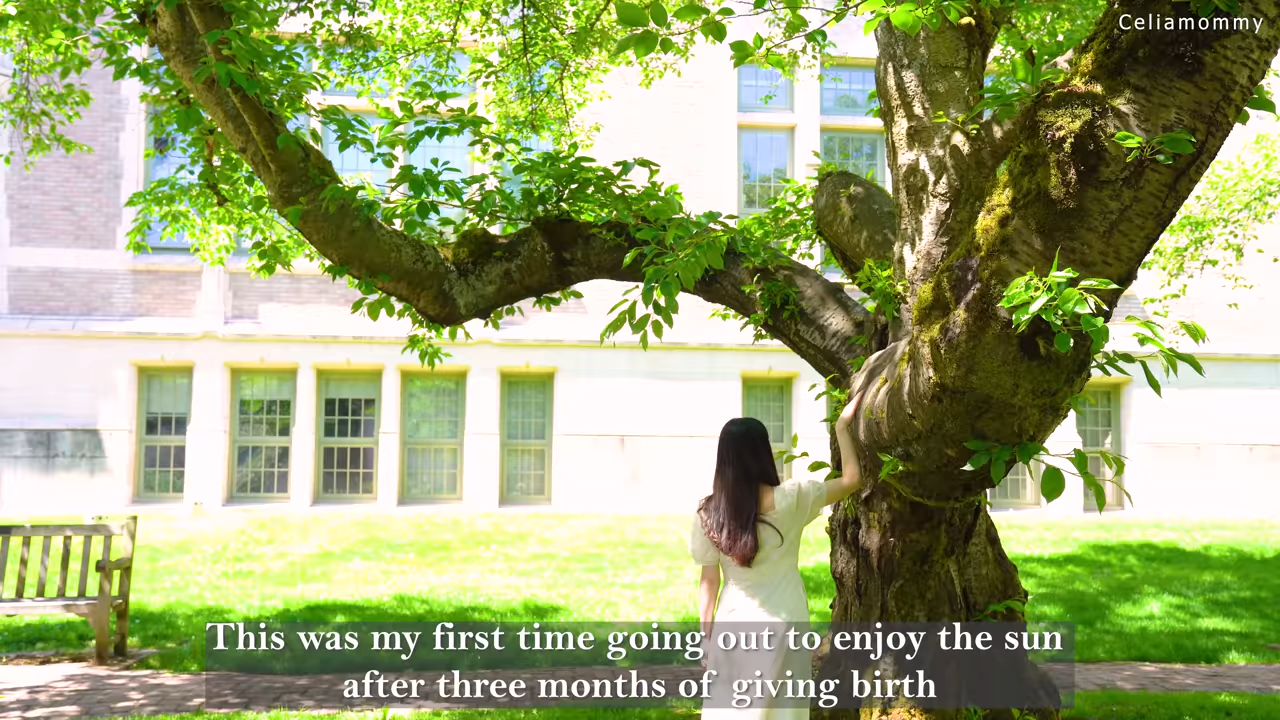 Celiamommy
This was my first time going out to enjoy the sun
after three months of giving birth